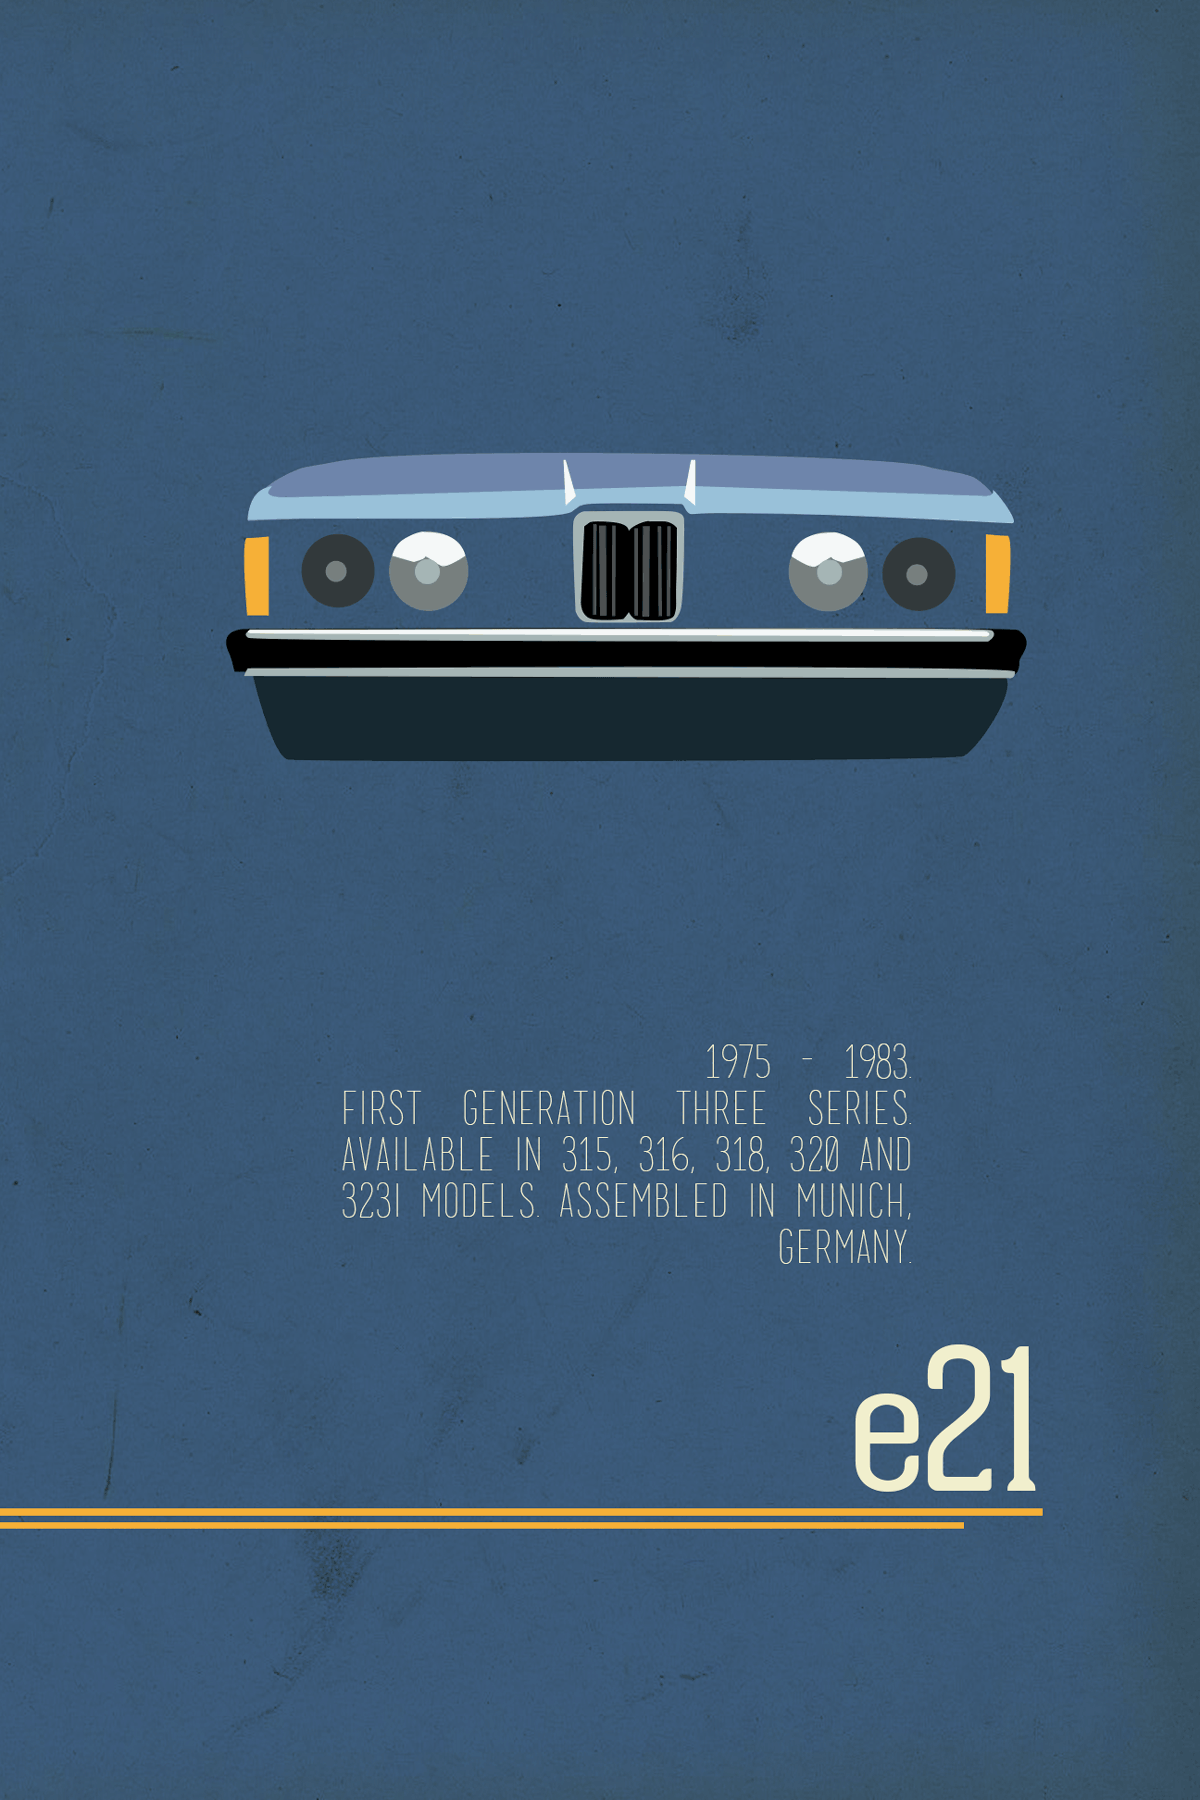 1975 - 1983.
FIRST GENERATION THREE SERIES.
AVAILABLE IN 315, 316, 318, 320 AND
323I MODELS. ASSEMBLED IN MUNICH,
GERMANY.
e21